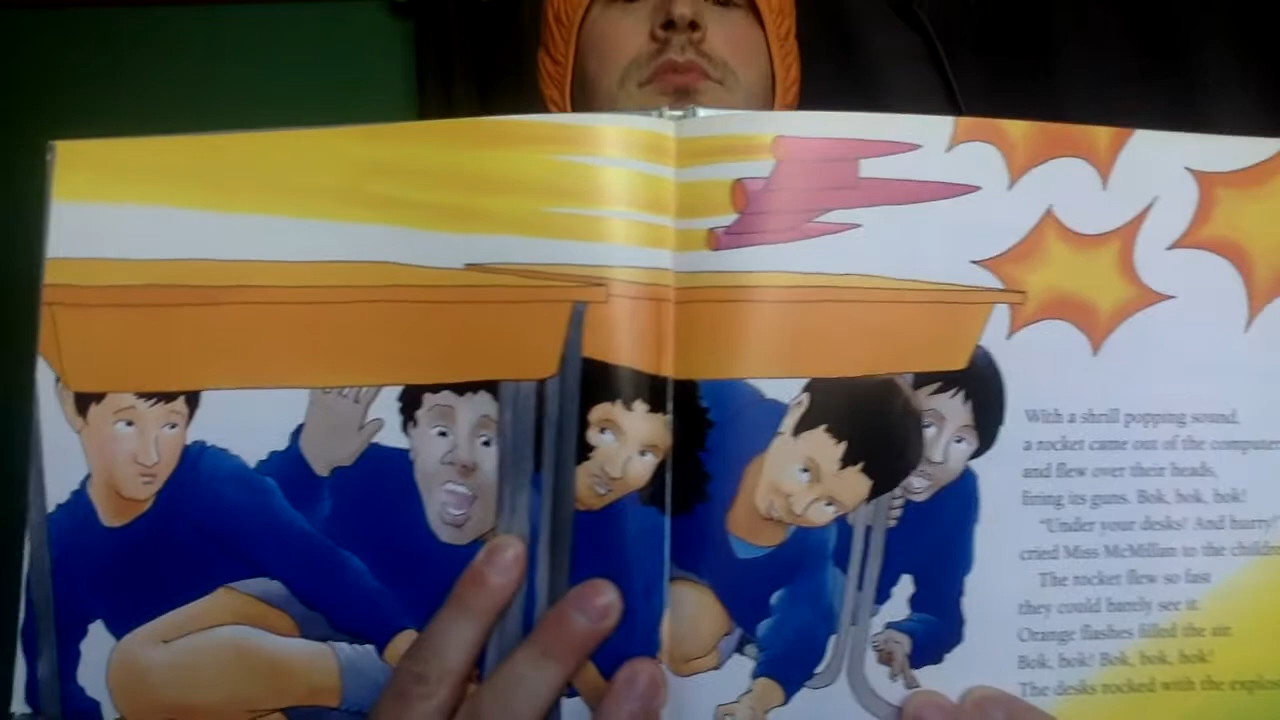 With a shrill popping sound,
a rocket came out of the computer
and flew over their heads,
firing its guns. Bok, bok, bok!
"Under your desks! And hurry!
cried Miss McMillan to the
The rocket flew so fast
they could barely see it.
Orange flashes filled the air.
Bok, bok! Bok, bok, bok!
The desks rocked with the